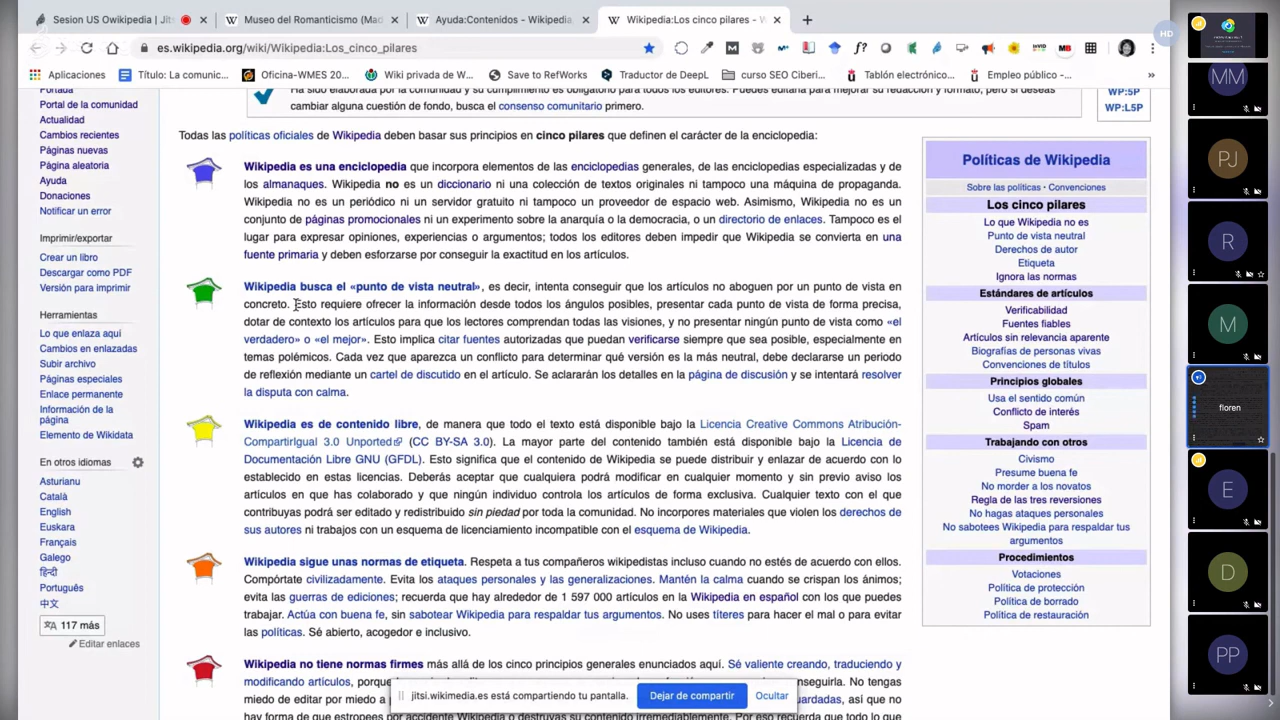 Sesion US Owikipedia | Jits
Museo del Romanticismo (Mad
Ayuda:Contenidos - Wikipedia,
Wikipedia:Los cinco pilares - W
HD
es.wikipedia.org/wiki/Wikipedia:Los_cinco_pilares
Aplicaciones
Título: La comunic...
Oficina-WMES 20...
Wiki privada de W...
Save to RefWorks
Traductor de DeepL
curso SEO Ciberi...
Tablón electrónico...
Empleo público -...
»
Portada
Portal de la comunidad
Actualidad
Cambios recientes
Páginas nuevas
Página aleatoria
Ayuda
Donaciones
Notificar un error
Imprimir/exportar
Crear un libro
Descargar como PDF
Versión para imprimir
Herramientas
Lo que enlaza aquí
Cambios en enlazadas
Subir archivo
Páginas especiales
Enlace permanente
Información de la
página
Elemento de Wikidata
En otros idiomas
Asturianu
Català
English
Euskara
Français
Galego
हिन्दी
Português
中文
117 más
Editar enlaces
Ha sido elaborado por la comunidad y su cumplimiento es obligatorio para todos los editores. Puedes editarla para mejorar su redacción y formato, pero si deseas
cambiar alguna cuestión de fondo, busca el consenso comunitario primero.
WP:5P
WP:L5P
Todas las políticas oficiales de Wikipedia deben basar sus principios en cinco pilares que definen el carácter de la enciclopedia:
Wikipedia es una enciclopedia que incorpora elementos de las enciclopedias generales, de las enciclopedias especializadas y de
los almanaques. Wikipedia no es un diccionario ni una colección de textos originales ni tampoco una máquina de propaganda.
Wikipedia no es un periódico ni un servidor gratuito ni tampoco un proveedor de espacio web. Asimismo, Wikipedia no es un
conjunto de páginas promocionales ni un experimento sobre la anarquía o la democracia, o un directorio de enlaces. Tampoco es el
lugar para expresar opiniones, experiencias o argumentos; todos los editores deben impedir que Wikipedia se convierta en una
fuente primaria y deben esforzarse por conseguir la exactitud en los artículos.
Wikipedia busca el «punto de vista neutral», es decir, intenta conseguir que los artículos no aboguen por un punto de vista en
concreto. Esto requiere ofrecer la información desde todos los ángulos posibles, presentar cada punto de vista de forma precisa,
dotar de contexto los artículos para que los lectores comprendan todas las visiones, y no presentar ningún punto de vista como «el
verdadero» o «el mejor». Esto implica citar fuentes autorizadas que puedan verificarse siempre que sea posible, especialmente en
temas polémicos. Cada vez que aparezca un conflicto para determinar qué versión es la más neutral, debe declararse un periodo
de reflexión mediante un cartel de discutido en el artículo. Se aclararán los detalles en la página de discusión y se intentará resolver
la disputa con calma.
Wikipedia es de contenido libre, de manera que todo el texto está disponible bajo la Licencia Creative Commons Atribución-
CompartirIgual 3.0 Unported (CC BY-SA 3.0). La mayor parte del contenido también está disponible bajo la Licencia de
Documentación Libre GNU (GFDL). Esto significa que el contenido de Wikipedia se puede distribuir y enlazar de acuerdo con lo
establecido en estas licencias. Deberás aceptar que cualquiera podrá modificar en cualquier momento y sin previo aviso los
artículos en que has colaborado y que ningún individuo controla los artículos de forma exclusiva. Cualquier texto con el que
contribuyas podrá ser editado y redistribuido sin piedad por toda la comunidad. No incorpores materiales que violen los derechos de
sus autores ni trabajos con un esquema de licenciamiento incompatible con el esquema de Wikipedia.
Wikipedia sigue unas normas de etiqueta. Respeta a tus compañeros wikipedistas incluso cuando no estés de acuerdo con ellos.
Compórtate civilizadamente. Evita los ataques personales y las generalizaciones. Mantén la calma cuando se crispan los ánimos;
evita las guerras de ediciones; recuerda que hay alrededor de 1 597 000 artículos en la Wikipedia en español con los que puedes
trabajar. Actúa con buena fe, sin sabotear Wikipedia para respaldar tus argumentos. No uses títeres para hacer el mal o para evitar
las políticas. Sé abierto, acogedor e inclusivo.
Wikipedia no tiene normas firmes más allá de los cinco principios generales enunciados aquí. Sé valiente creando, traduciendo y
modificando artículos, porque
conseguirla. No tengas
miedo de editar por miedo a
guardadas, así que no
hay forma de que estropees por accidente Wikipedia o destruyas su contenido irremediablemente. Por eso recuerda que todo lo que
Políticas de Wikipedia
Sobre las políticas · Convenciones
Los cinco pilares
Lo que Wikipedia no es
Punto de vista neutral
Derechos de autor
Etiqueta
Ignora las normas
Estándares de artículos
Verificabilidad
Fuentes fiables
Artículos sin relevancia aparente
Biografías de personas vivas
Convenciones de títulos
Principios globales
Usa el sentido común
Conflicto de interés
Spam
Trabajando con otros
Civismo
Presume buena fe
No morder a los novatos
Regla de las tres reversiones
No hagas ataques personales
No sabotees Wikipedia para respaldar tus
argumentos
Procedimientos
Votaciones
Política de protección
Política de borrado
Política de restauración
jitsi.wikimedia.es está compartiendo tu pantalla.
Dejar de compartir
Ocultar
MM
PJ
R
M
floren
E
D
PP